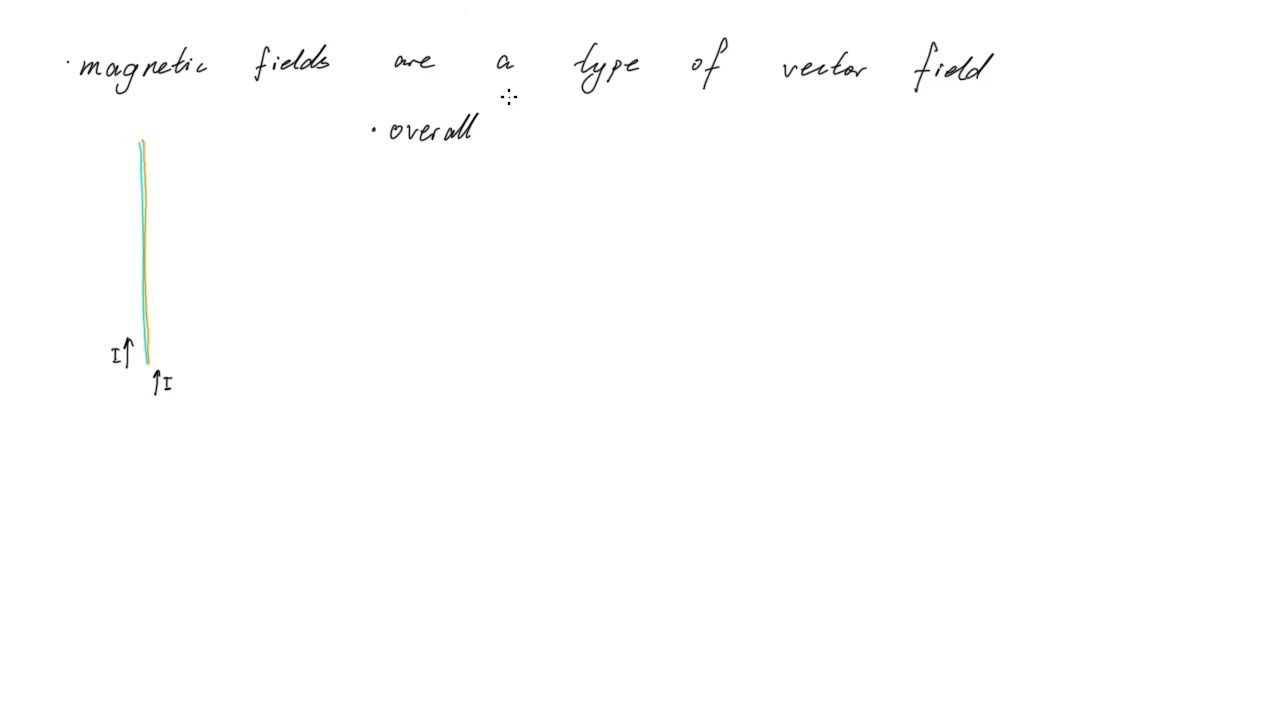 · magnetic fields are a type of vector field
· overall
I↑
↑I